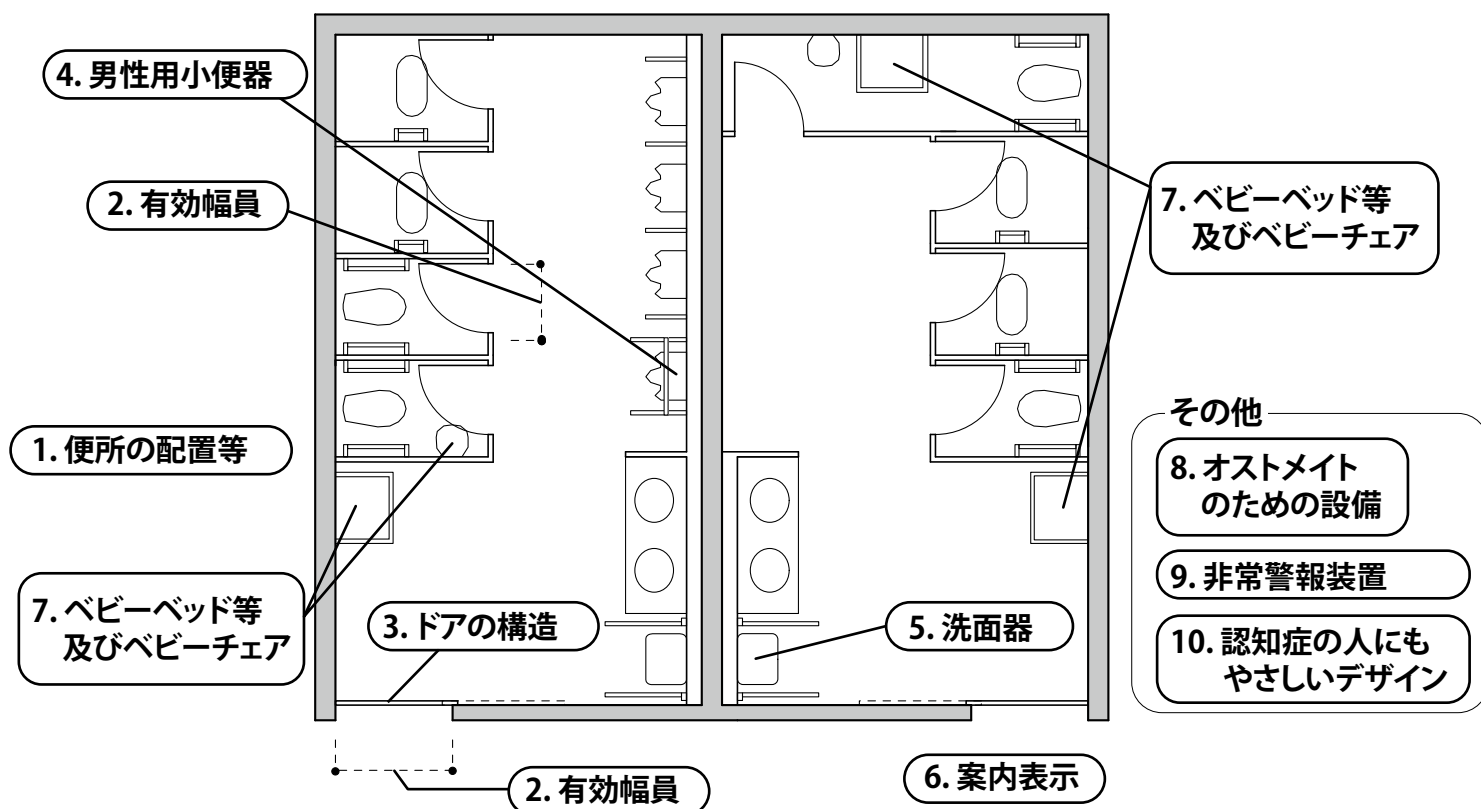 4. 男性用小便器
2. 有効幅員
7. ベビーベッド等
及びベビーチェア
1. 便所の配置等
その他
8. オストメイト
のための設備
9. 非常警報装置
7. ベビーベッド等
及びベビーチェア
3. ドアの構造
5. 洗面器
10. 認知症の人にも
やさしいデザイン
2. 有効幅員
6. 案内表示